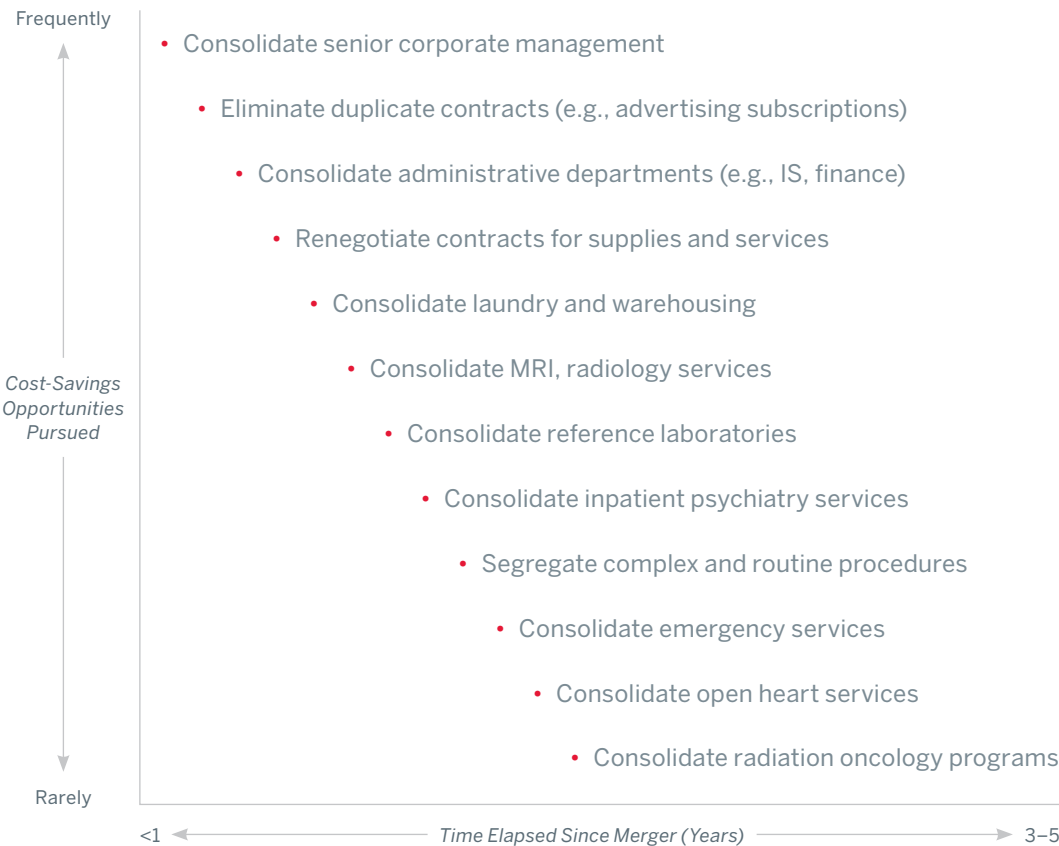 Frequently
• Consolidate senior corporate management
• Eliminate duplicate contracts (e.g., advertising subscriptions)
• Consolidate administrative departments (e.g., IS, finance)
• Renegotiate contracts for supplies and services
• Consolidate laundry and warehousing
• Consolidate MRI, radiology services
Cost-Savings
Opportunities
Pursued
• Consolidate reference laboratories
• Consolidate inpatient psychiatry services
• Segregate complex and routine procedures
• Consolidate emergency services
• Consolidate open heart services
• Consolidate radiation oncology programs
Rarely
<1 Time Elapsed Since Merger (Years) 3–5